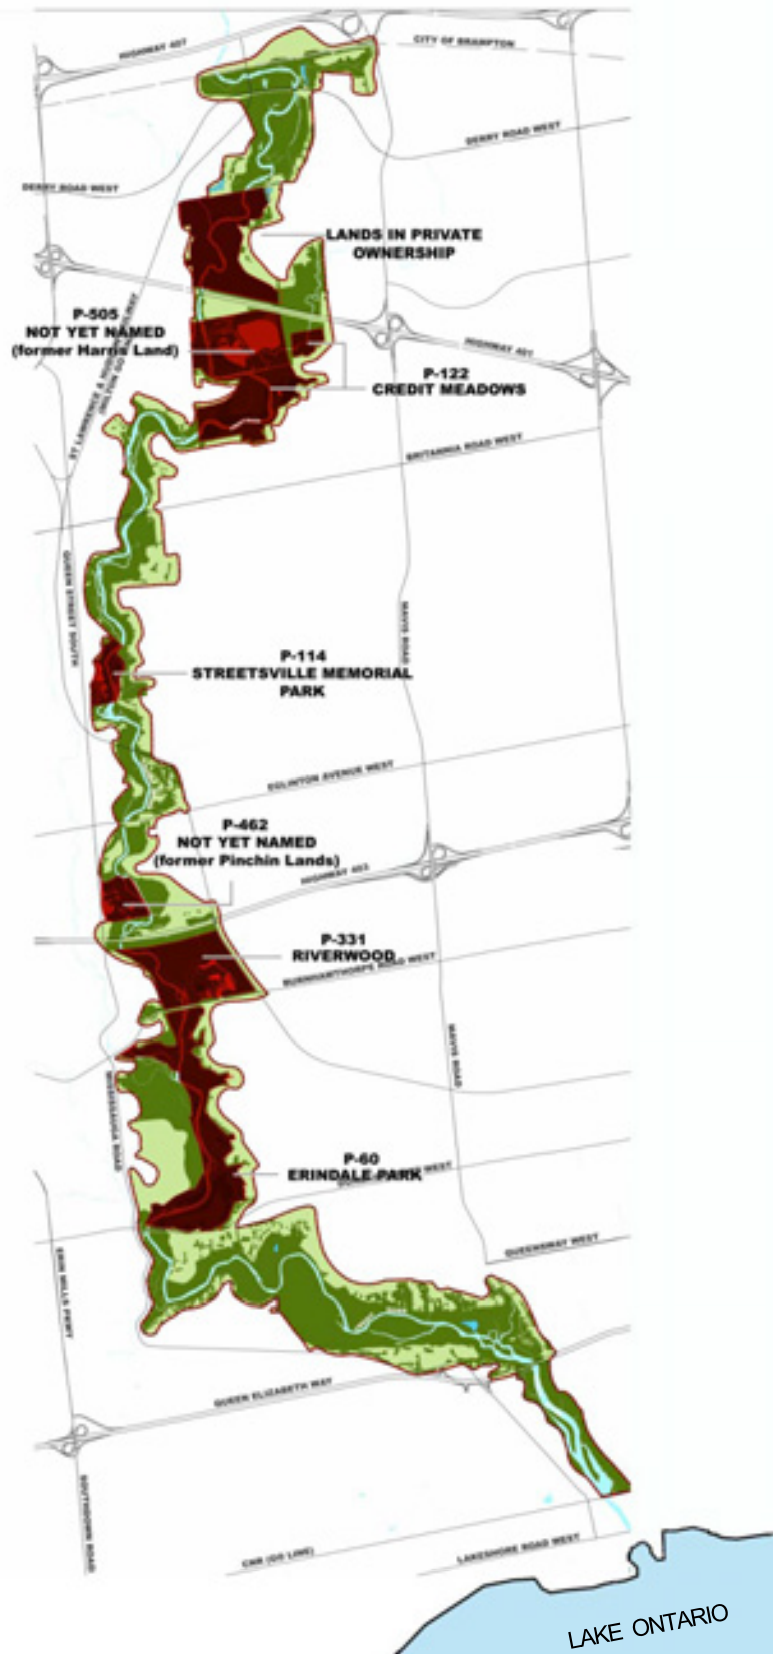 HIGHWAY 407
CITY OF BRAMPTON
DERRY ROAD WEST
DERRY ROAD WEST
LANDS IN PRIVATE
OWNERSHIP
P-505
NOT YET NAMED
(former Harris Land)
HIGHWAY 401
P-122
CREDIT MEADOWS
ST LAWRENCE &
BRITANNIA ROAD WEST
QUEEN STREET SOUTH
MAVIS ROAD
P-114
STREETSVILLE MEMORIAL
PARK
EGLINTON AVENUE WEST
P-462
NOT YET NAMED
(former Pinchin Lands)
HIGHWAY 403
P-331
RIVERWOOD
BURNHAMTHORPE ROAD WEST
MAVIS ROAD
MISSISSAUGA ROAD
P-60
ERINDALE PARK
WEST
QUEENSWAY WEST
ERIN MILLS PKWY
QUEEN ELIZABETH WAY
SOUTHDOWN ROAD
CNR (GO LINE)
LAKESHORE ROAD WEST
LAKE ONTARIO